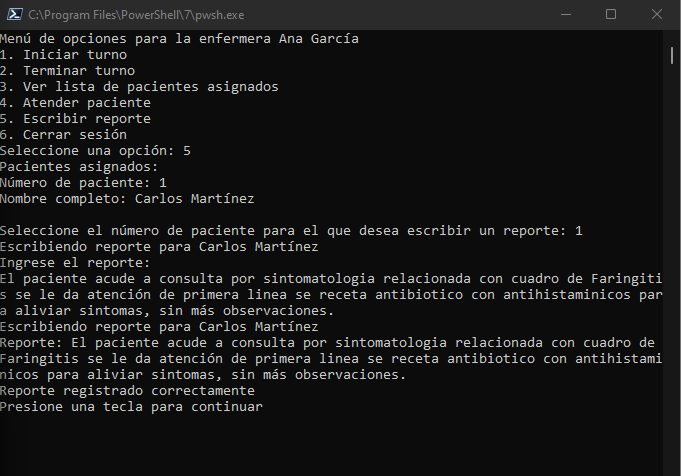 C:\Program Files\PowerShell\7\pwsh.exe
Menú de opciones para la enfermera Ana García
1. Iniciar turno
2. Terminar turno
3. Ver lista de pacientes asignados
4. Atender paciente
5. Escribir reporte
6. Cerrar sesión
Seleccione una opción: 5
Pacientes asignados:
Número de paciente: 1
Nombre completo: Carlos Martínez
Seleccione el número de paciente para el que desea escribir un reporte: 1
Escribiendo reporte para Carlos Martínez
Ingrese el reporte:
El paciente acude a consulta por sintomatologia relacionada con cuadro de Faringiti
s se le da atención de primera linea se receta antibiotico con antihistaminicos par
a aliviar sintomas, sin más observaciones.
Escribiendo reporte para Carlos Martínez
Reporte: El paciente acude a consulta por sintomatologia relacionada con cuadro de
Faringitis se le da atención de primera linea se receta antibiotico con antihistami
nicos para aliviar sintomas, sin más observaciones.
Reporte registrado correctamente
Presione una tecla para continuar